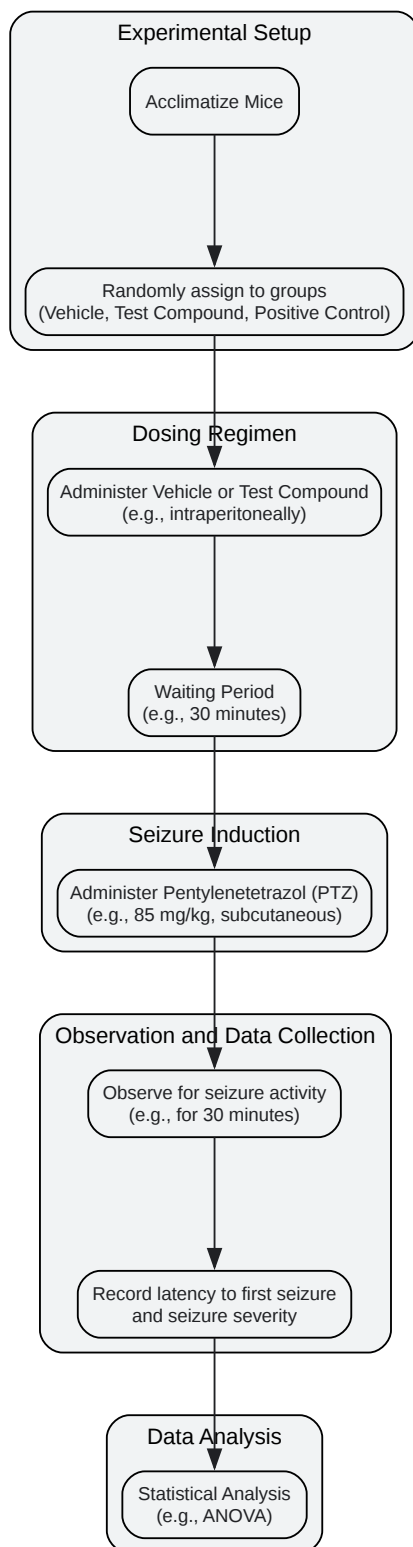 Experimental Setup
Acclimatize Mice
Randomly assign to groups
(Vehicle, Test Compound, Positive Control)
Dosing Regimen
Administer Vehicle or Test Compound
(e.g., intraperitoneally)
Waiting Period
(e.g., 30 minutes)
Seizure Induction
Administer Pentylenetetrazol (PTZ)
(e.g., 85 mg/kg, subcutaneous)
Observation and Data Collection
Observe for seizure activity
(e.g., for 30 minutes)
Record latency to first seizure
and seizure severity
Data Analysis
Statistical Analysis
(e.g., ANOVA)